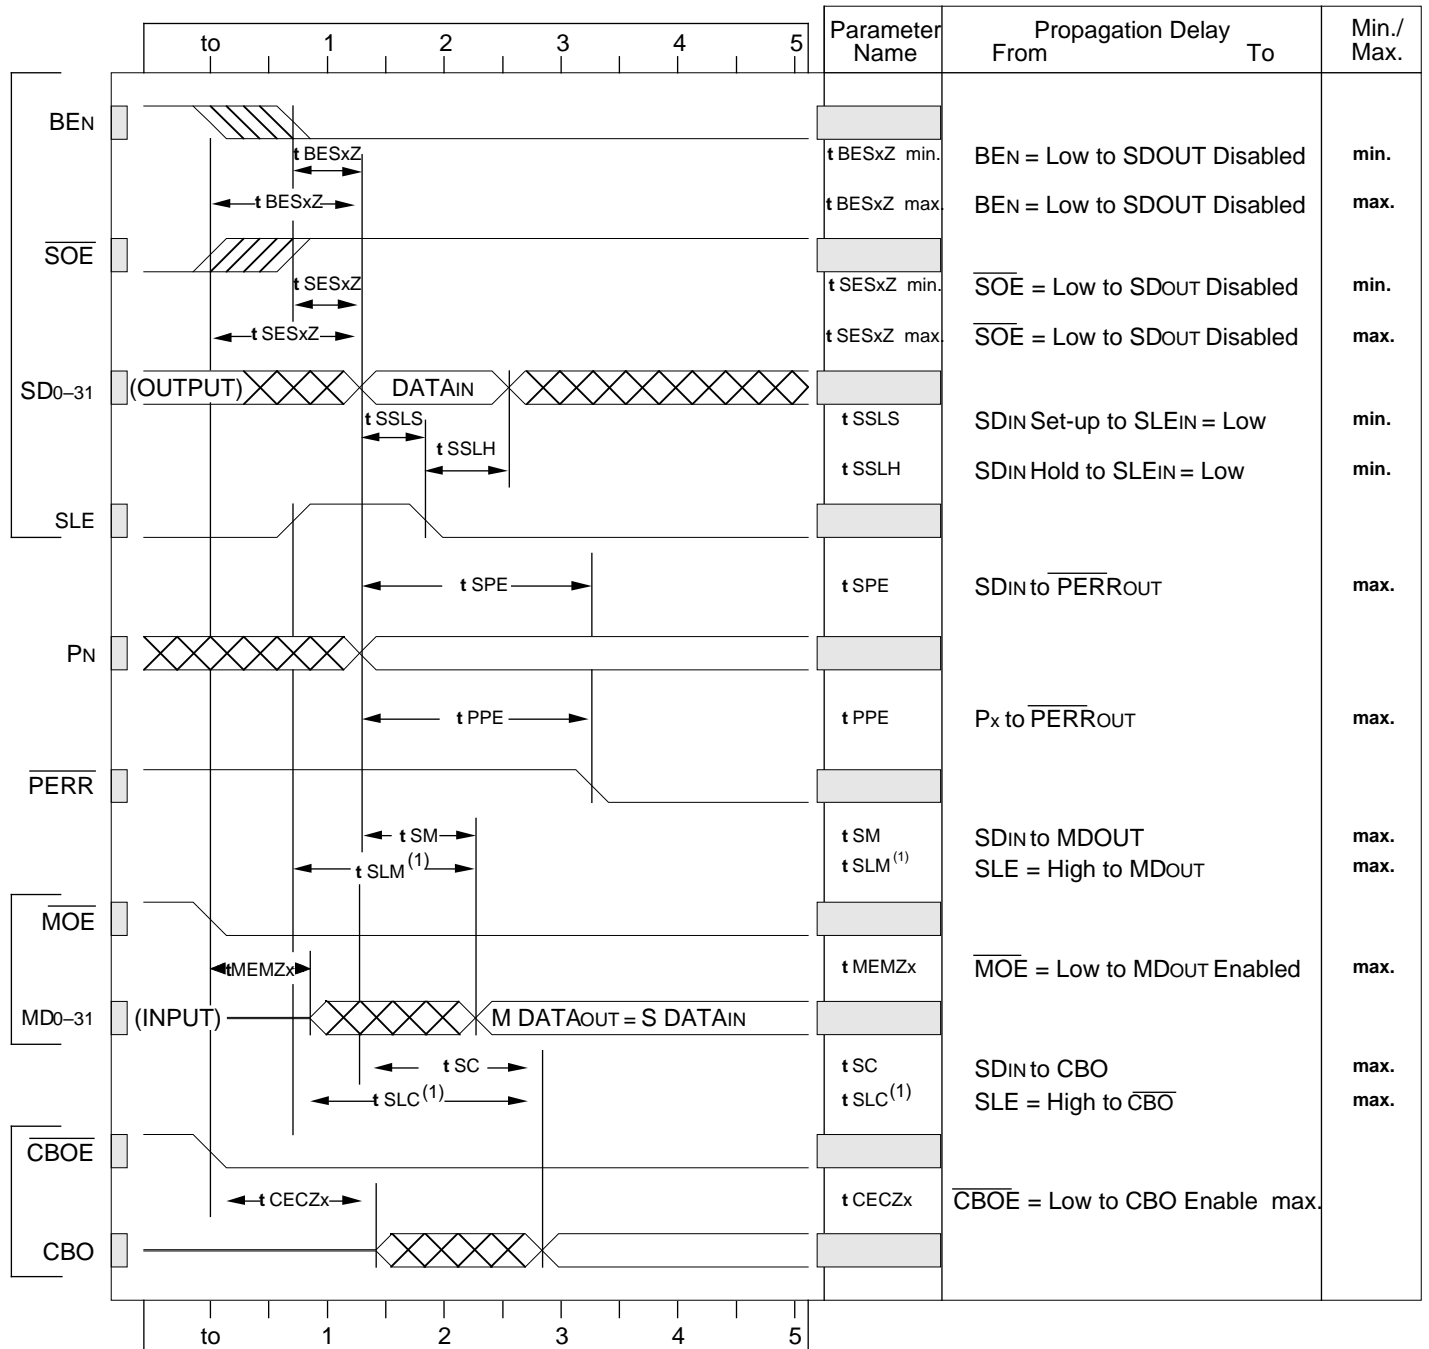 to 1 2 3 4 5 Parameter Name Propagation Delay From To Min./ Max.
BEN
t BESxZ t BESxZ min. BEN = Low to SDOUT Disabled min.
t BESxZ t BESxZ max. BEN = Low to SDOUT Disabled max.
SOE
t SESxZ t SESxZ min. SOE = Low to SDOUT Disabled min.
t SESxZ t SESxZ max. SOE = Low to SDOUT Disabled max.
SD0–31 (OUTPUT) DATAIN
t SSLS t SSLS SDIN Set-up to SLEIN = Low min.
t SSLH t SSLH SDIN Hold to SLEIN = Low min.
SLE
t SPE t SPE SDIN to PERROUT max.
PN
t PPE t PPE Px to PERROUT max.
PERR
t SM t SM SDIN to MDOUT max.
t SLM (1) t SLM (1) SLE = High to MDOUT max.
MOE
tMEMZx t MEMZx MOE = Low to MDOUT Enabled max.
MD0–31 (INPUT) M DATAOUT = S DATAIN
t SC t SC SDIN to CBO max.
t SLC (1) t SLC (1) SLE = High to CBO max.
CBOE
t CECZx t CECZx CBOE = Low to CBO Enable max.
CBO
to 1 2 3 4 5